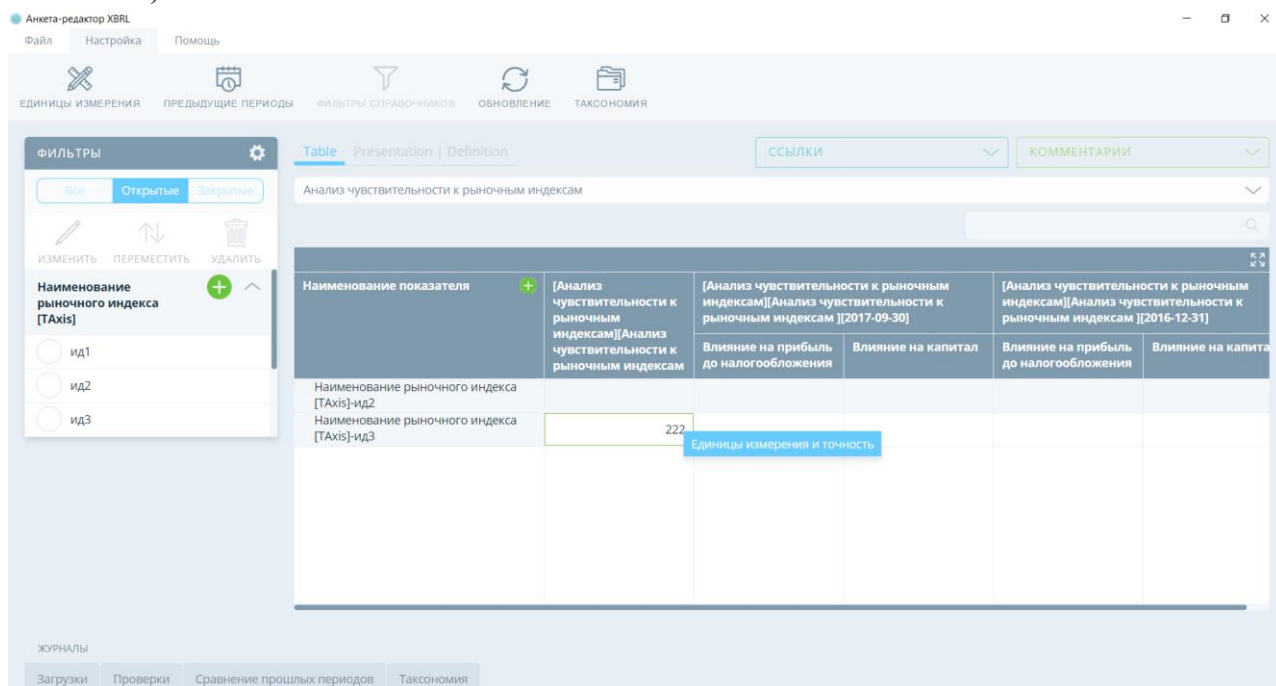 Анкета-редактор XBRL
Файл Настройка Помощь
ЕДИНИЦЫ ИЗМЕРЕНИЯ ПРЕДЫДУЩИЕ ПЕРИОДЫ ФИЛЬТРЫ СПРАВОЧНИКОВ ОБНОВЛЕНИЕ ТАКСОНОМИЯ
ФИЛЬТРЫ
Все Открытые Закрытые
ИЗМЕНИТЬ ПЕРЕМЕСТИТЬ УДАЛИТЬ
Наименование
рыночного индекса
[TAxis]
ид1
ид2
ид3
Table Presentation | Definition
ССЫЛКИ
КОММЕНТАРИИ
Анализ чувствительности к рыночным индексам
Наименование показателя
[Анализ
чувствительности к
рыночным
индексам][Анализ
чувствительности к
рыночным индексам
[Анализ чувствительности к рыночным
индексам][Анализ чувствительности к
рыночным индексам ][2017-09-30]
Влияние на прибыль
до налогообложения
Влияние на капитал
[Анализ чувствительности к рыночным
индексам][Анализ чувствительности к
рыночным индексам ][2016-12-31]
Влияние на прибыль
до налогообложения
Влияние на капита
Наименование рыночного индекса
[TAxis]-ид2
Наименование рыночного индекса
[TAxis]-ид3
222
Единицы измерения и точность
ЖУРНАЛЫ
Загрузки Проверки Сравнение прошлых периодов Таксономия